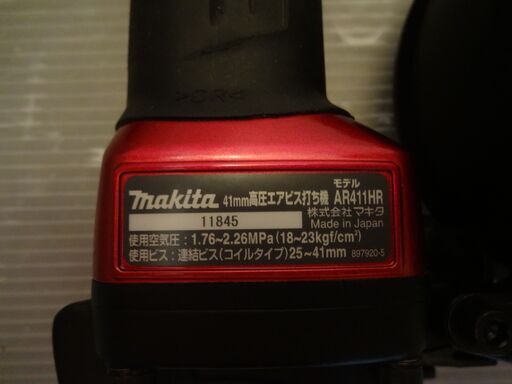 >CR<
makita 41mm高圧エアビス打ち機 モデル AR411HR
11845 株式会社マキタ
Made in Japan
使用空気圧：1.76~2.26MPa（18~23kgf/cm²）
使用ビス：連結ビス（コイルタイプ）25~41mm 897920-5